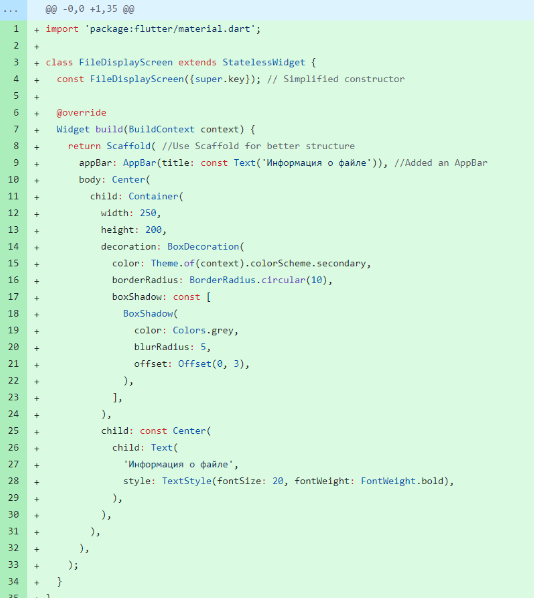 ... @@ -0,0 +1,35 @@
1 + import 'package:flutter/material.dart';
2 +
3 + class FileDisplayScreen extends StatelessWidget {
4 + const FileDisplayScreen({super.key}); // Simplified constructor
5 +
6 + @override
7 + Widget build(BuildContext context) {
8 + return Scaffold( //Use Scaffold for better structure
9 + appBar: AppBar(title: const Text('Информация о файле')), //Added an AppBar
10 + body: Center(
11 + child: Container(
12 + width: 250,
13 + height: 200,
14 + decoration: BoxDecoration(
15 + color: Theme.of(context).colorScheme.secondary,
16 + borderRadius: BorderRadius.circular(10),
17 + boxShadow: const [
18 + BoxShadow(
19 + color: Colors.grey,
20 + blurRadius: 5,
21 + offset: Offset(0, 3),
22 + ),
23 + ],
24 + ),
25 + child: const Center(
26 + child: Text(
27 + 'Информация о файле',
28 + style: TextStyle(fontSize: 20, fontWeight: FontWeight.bold),
29 + ),
30 + ),
31 + ),
32 + ),
33 + );
34 + }
35 + }